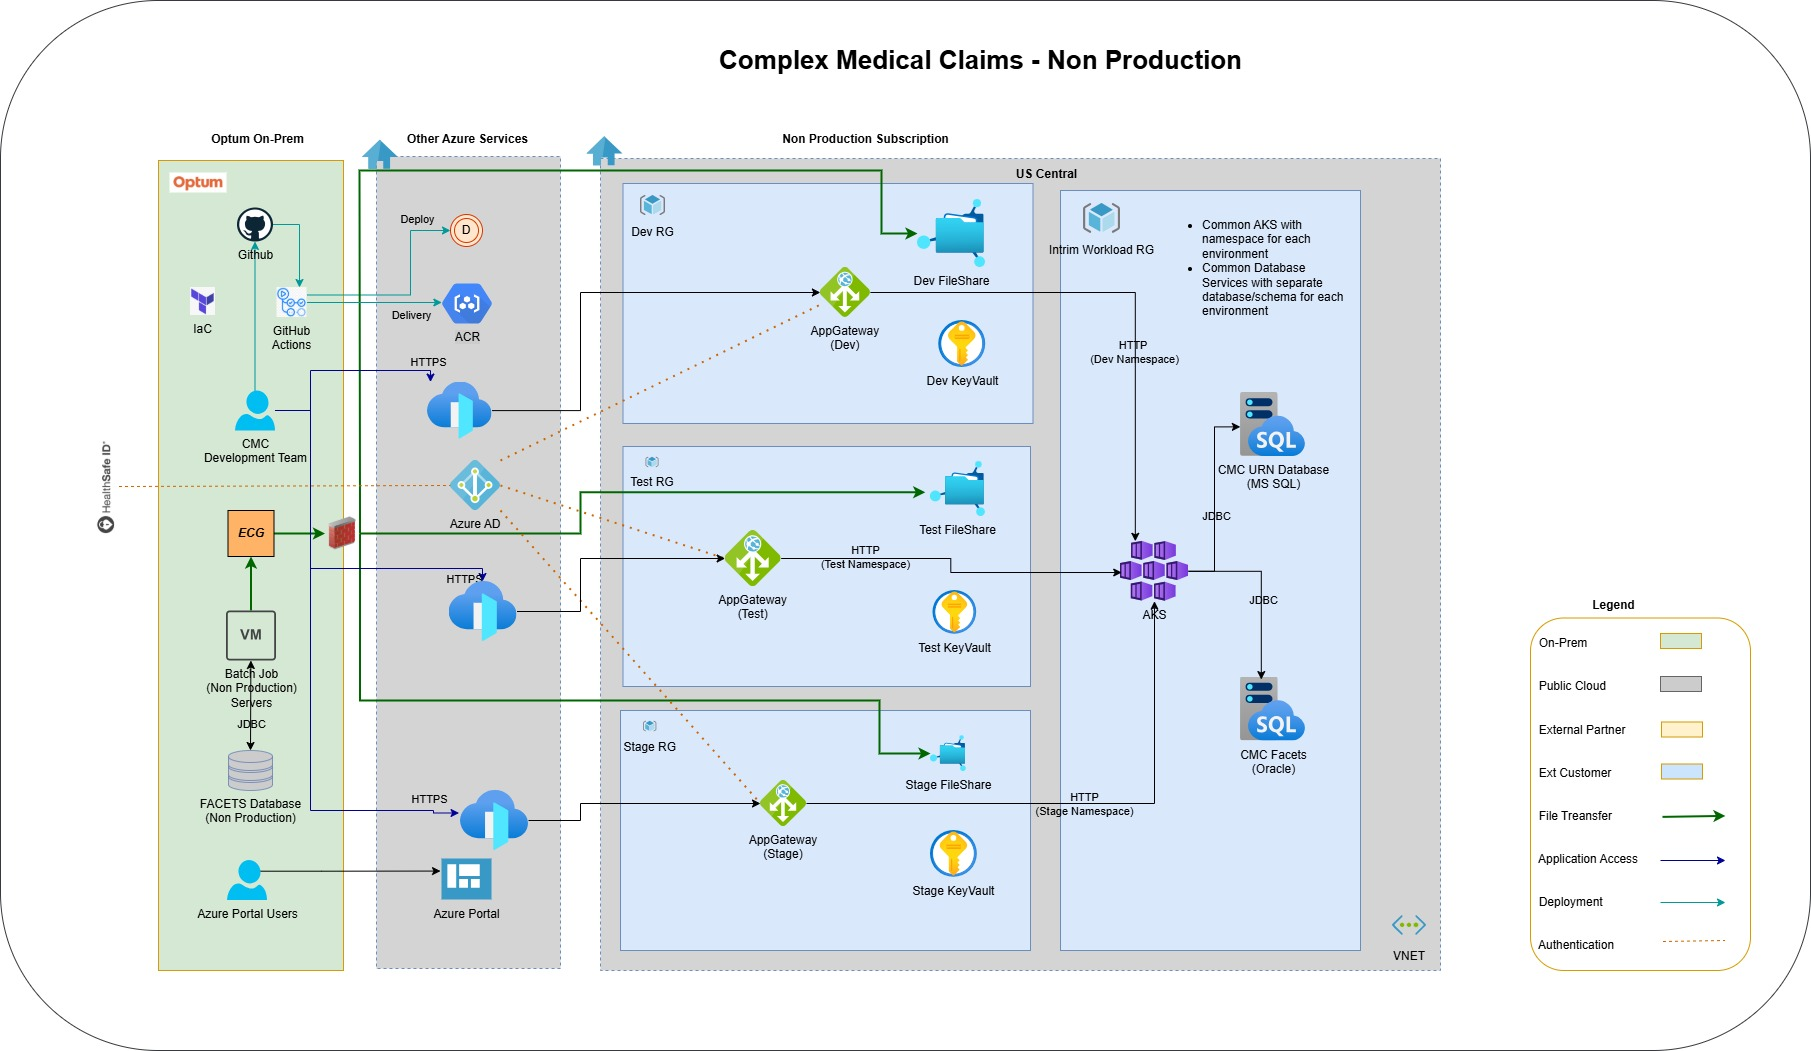 Complex Medical Claims - Non Production
Optum On-Prem
Other Azure Services
Non Production Subscription
US Central
Optum
Github
IaC
GitHub
Actions
CMC
Development Team
HealthSafe ID
ECG
VM
Batch Job
(Non Production)
Servers
JDBC
FACETS Database
(Non Production)
Azure Portal Users
Deploy
D
Delivery
ACR
HTTPS
Azure AD
HTTPS
HTTPS
Azure Portal
Dev RG
Dev FileShare
AppGateway
(Dev)
Dev KeyVault
Test RG
Test FileShare
AppGateway
(Test)
HTTP
(Test Namespace)
Test KeyVault
Stage RG
Stage FileShare
AppGateway
(Stage)
HTTP
(Stage Namespace)
Stage KeyVault
Intrim Workload RG
• Common AKS with
namespace for each
environment
• Common Database
Services with separate
database/schema for each
environment
HTTP
(Dev Namespace)
SQL
CMC URN Database
(MS SQL)
JDBC
AKS
JDBC
SQL
CMC Facets
(Oracle)
VNET
Legend
On-Prem
Public Cloud
External Partner
Ext Customer
File Treansfer
Application Access
Deployment
Authentication